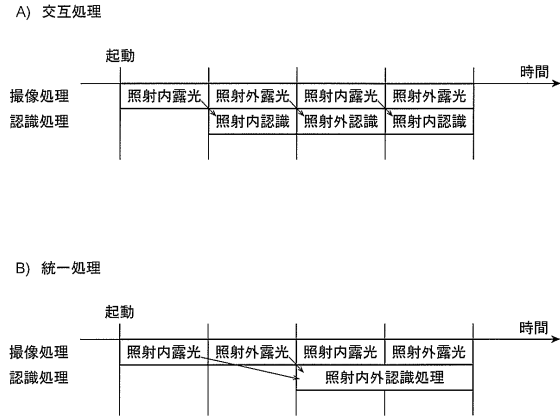 A) 交互処理
起動
時間
撮像処理 照射内露光 照射外露光 照射内露光 照射外露光
認識処理 照射内認識 照射外認識 照射内認識
B) 統一処理
起動
時間
撮像処理 照射内露光 照射外露光 照射内露光 照射外露光
認識処理 照射内外認識処理